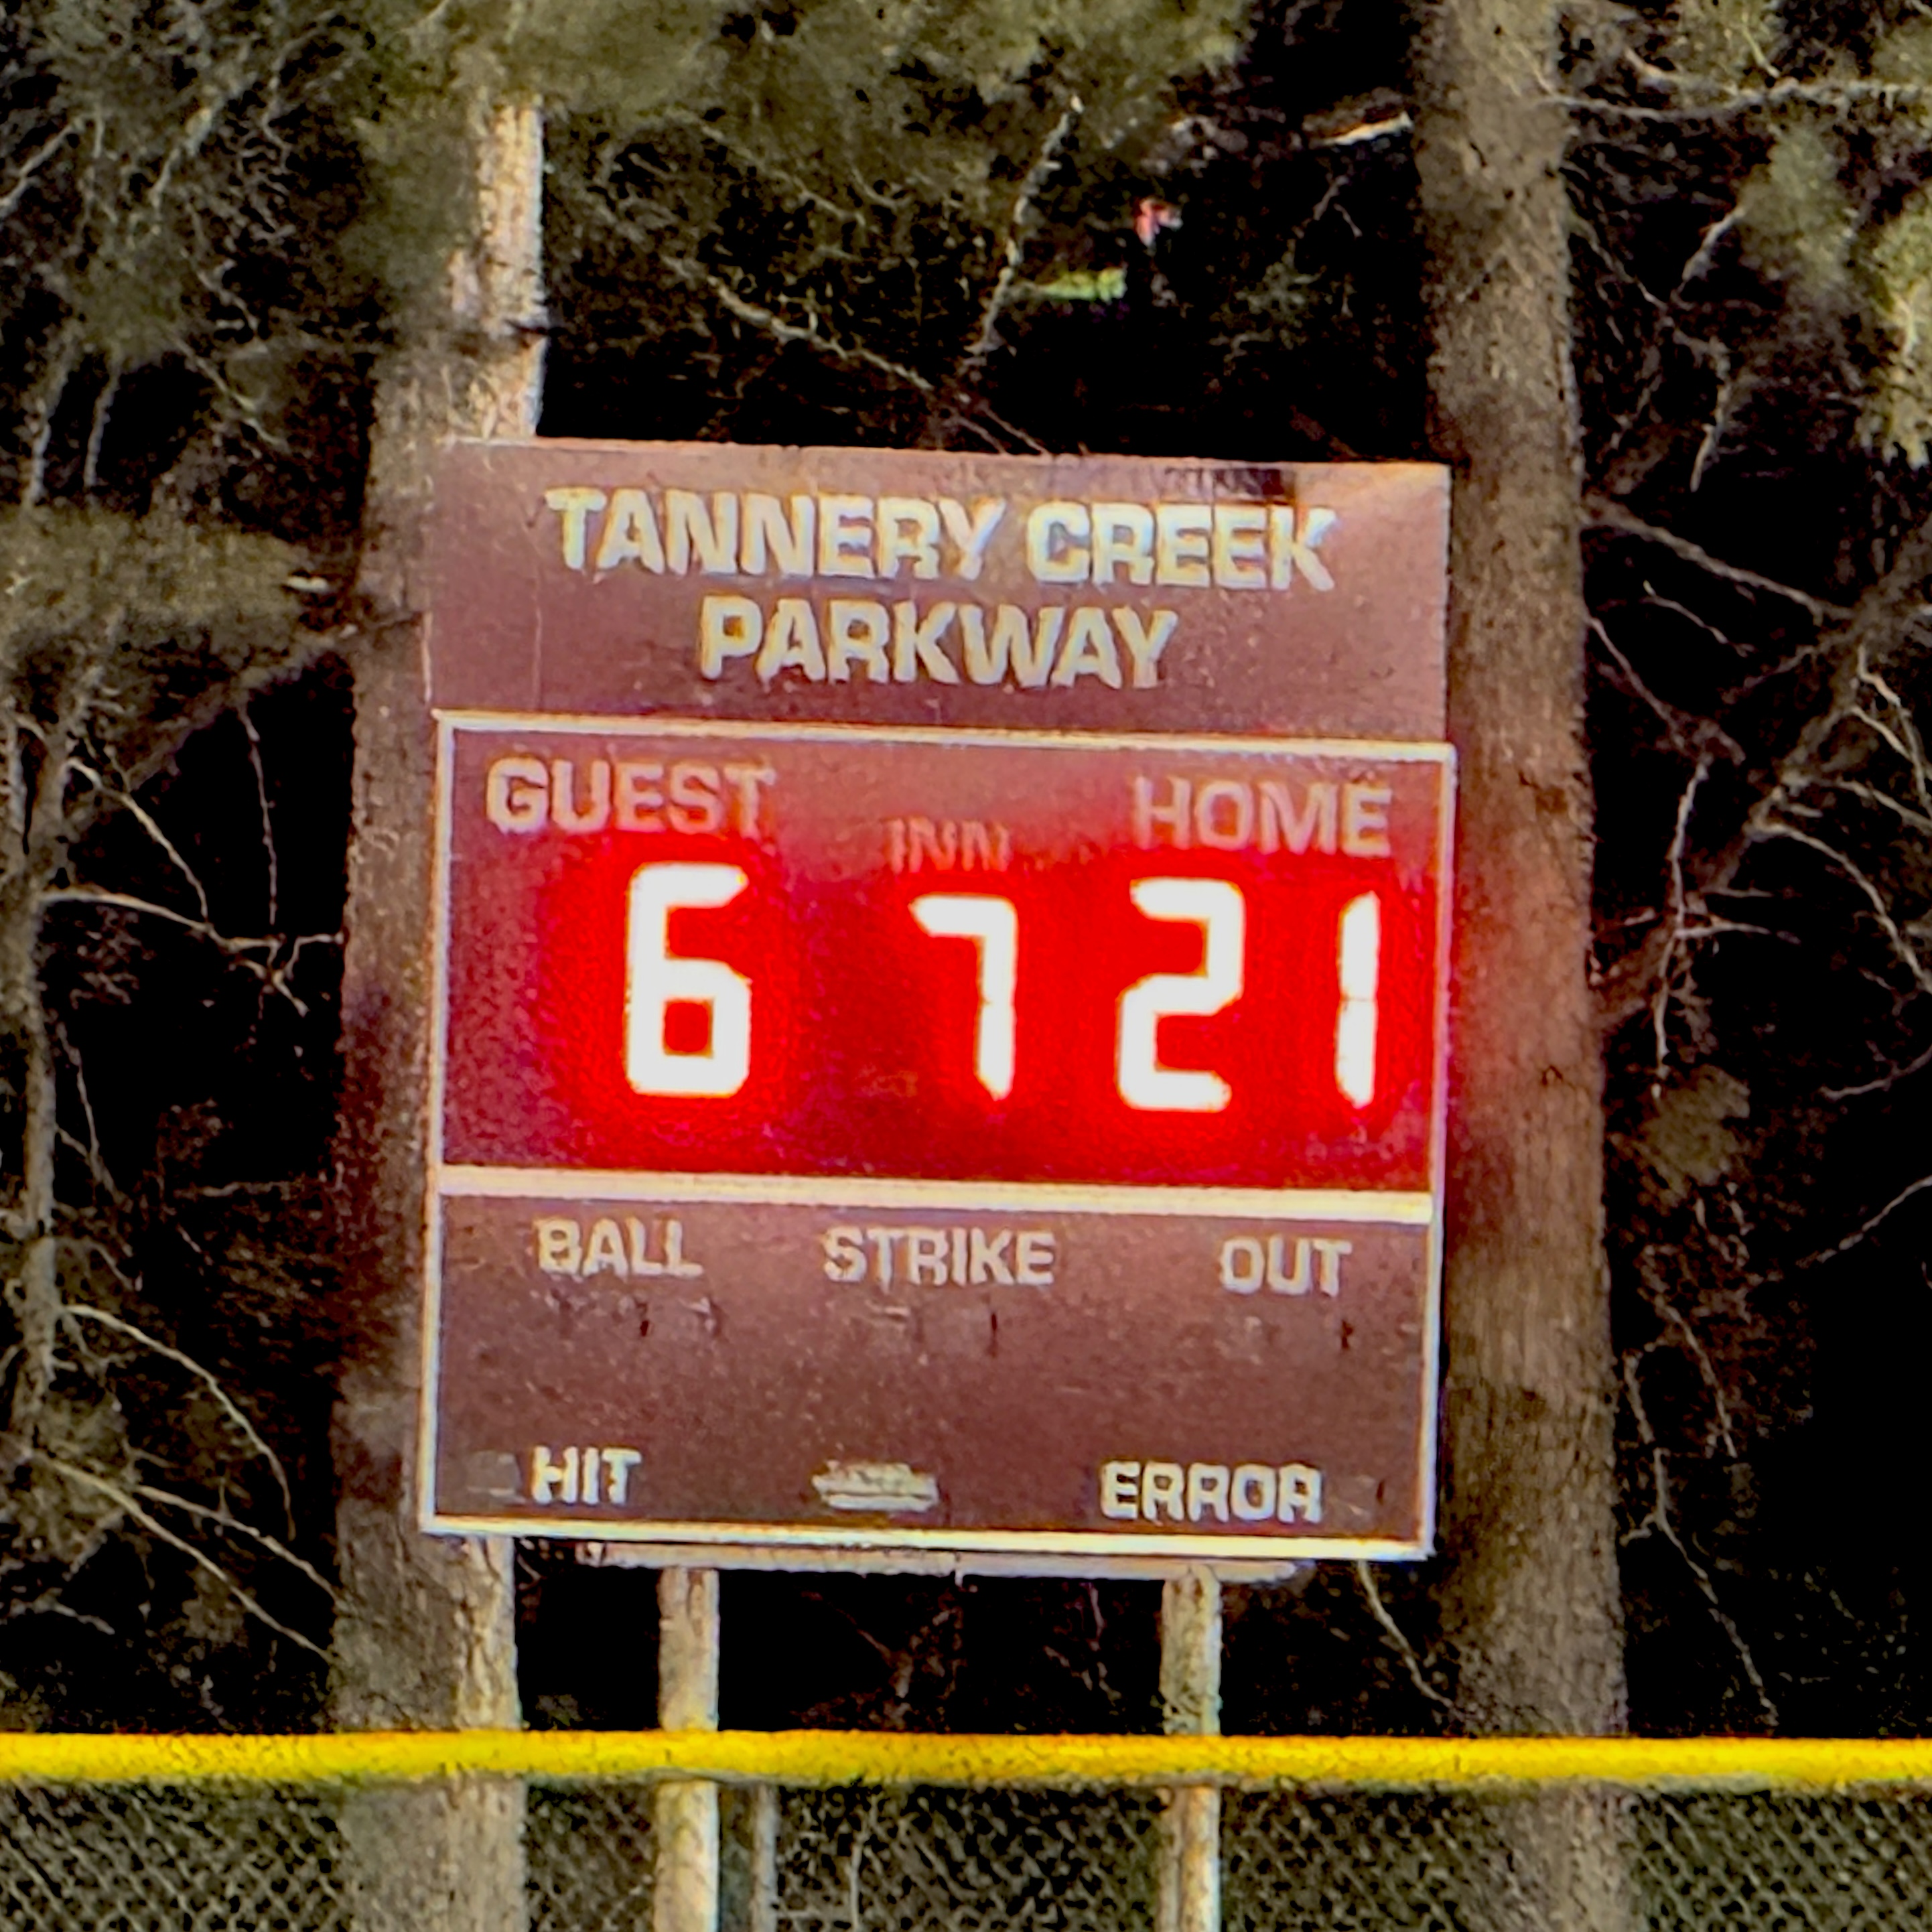 TANNERY CREEK
PARKWAY
GUEST INN HOME
6 7 21
BALL STRIKE OUT
HIT ERROR